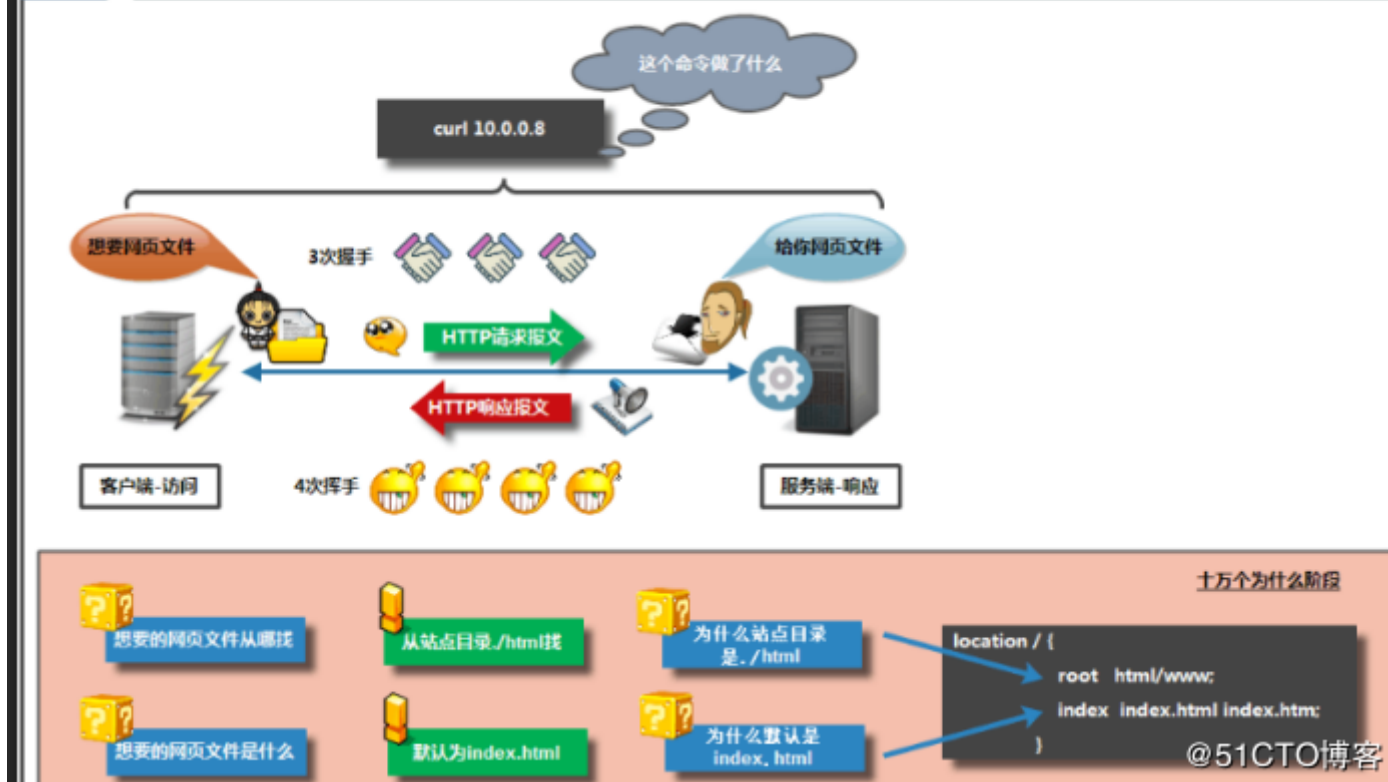 这个命令做了什么
curl 10.0.0.8
想要网页文件
3次握手
给你网页文件
HTTP请求报文
HTTP响应报文
客户端-访问
4次挥手
服务端-响应
十万个为什么阶段
想要的网页文件从哪找
从站点目录./html找
为什么站点目录
是./html
location / {
root html/www;
index index.html index.htm;
}
想要的网页文件是什么
默认为index.html
为什么默认是
index.html
@51CTO博客